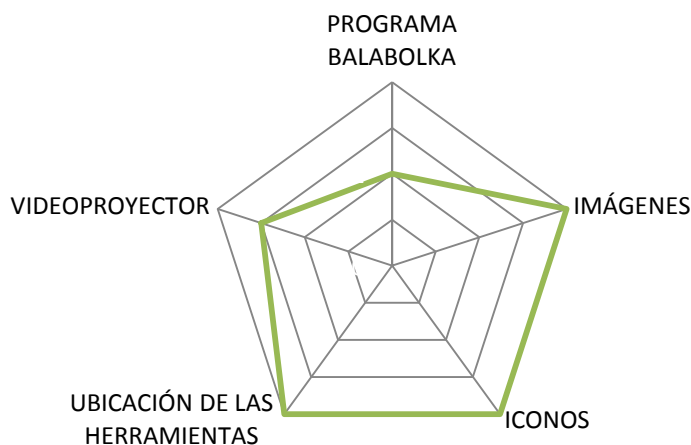 PROGRAMA
BALABOLKA
VIDEOPROYECTOR
IMÁGENES
UBICACIÓN DE LAS
HERRAMIENTAS
ICONOS